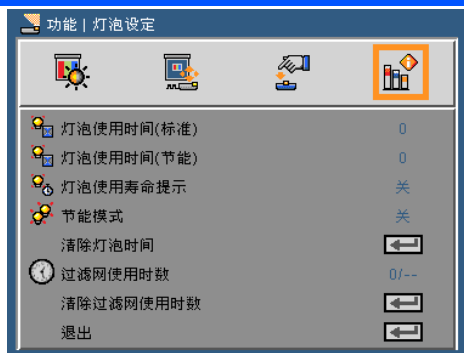 功能 | 灯泡设定
灯泡使用时间(标准) 0
灯泡使用时间(节能) 0
灯泡使用寿命提示 关
节能模式 关
清除灯泡时间
过滤网使用时数 0/--
清除过滤网使用时数
退出